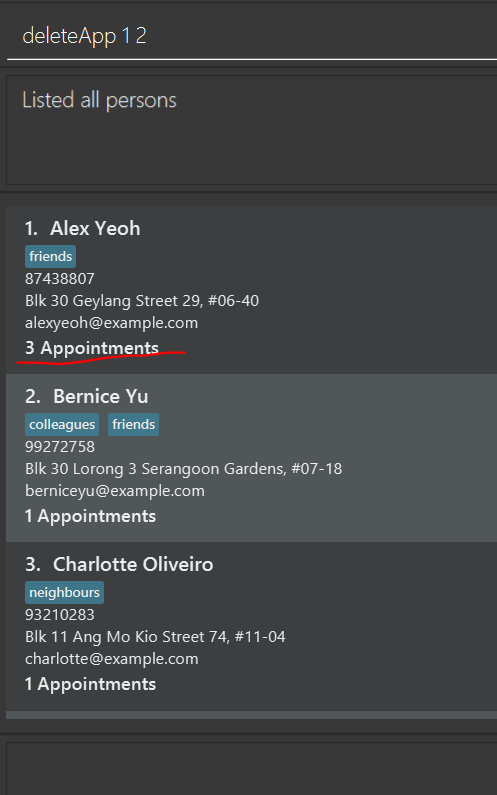 deleteApp 1 2
Listed all persons
1. Alex Yeoh
friends
87438807
Blk 30 Geylang Street 29, #06-40
alexyeoh@example.com
3 Appointments
2. Bernice Yu
colleagues friends
99272758
Blk 30 Lorong 3 Serangoon Gardens, #07-18
berniceyu@example.com
1 Appointments
3. Charlotte Oliveiro
neighbours
93210283
Blk 11 Ang Mo Kio Street 74, #11-04
charlotte@example.com
1 Appointments